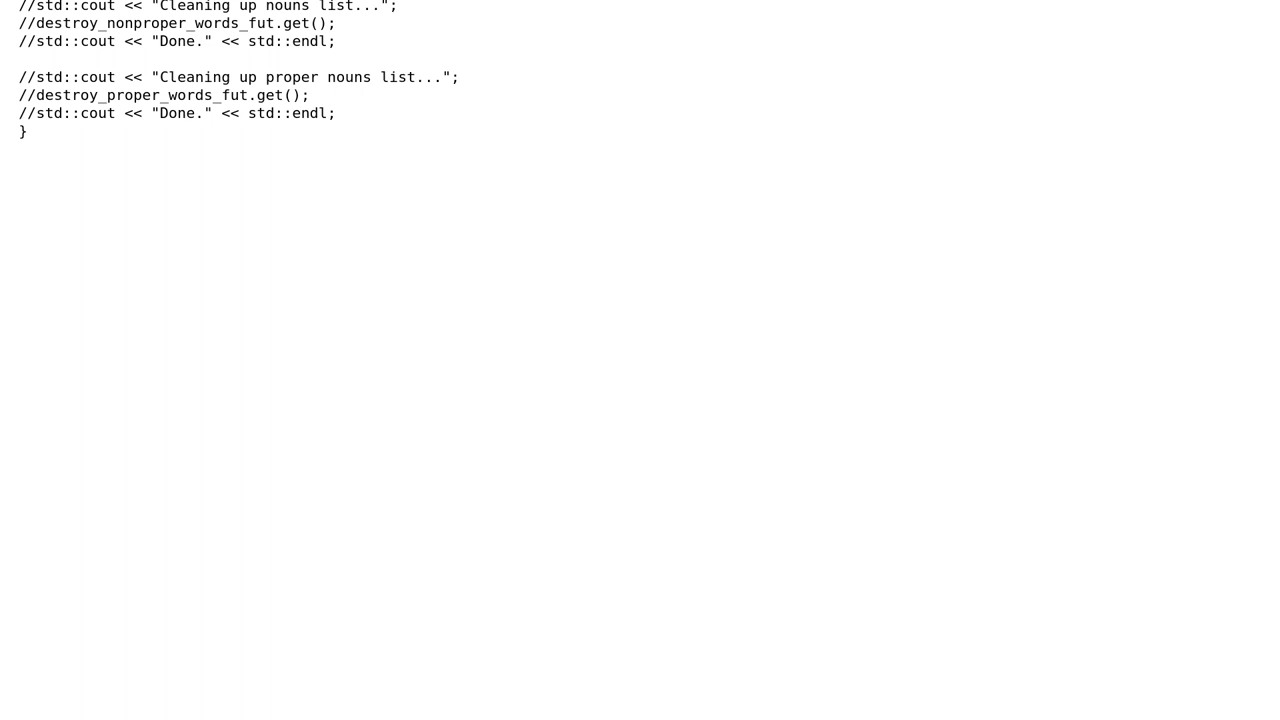 //std::cout << "Cleaning up nouns list...";
//destroy_nonproper_words_fut.get();
//std::cout << "Done." << std::endl;

//std::cout << "Cleaning up proper nouns list...";
//destroy_proper_words_fut.get();
//std::cout << "Done." << std::endl;
}